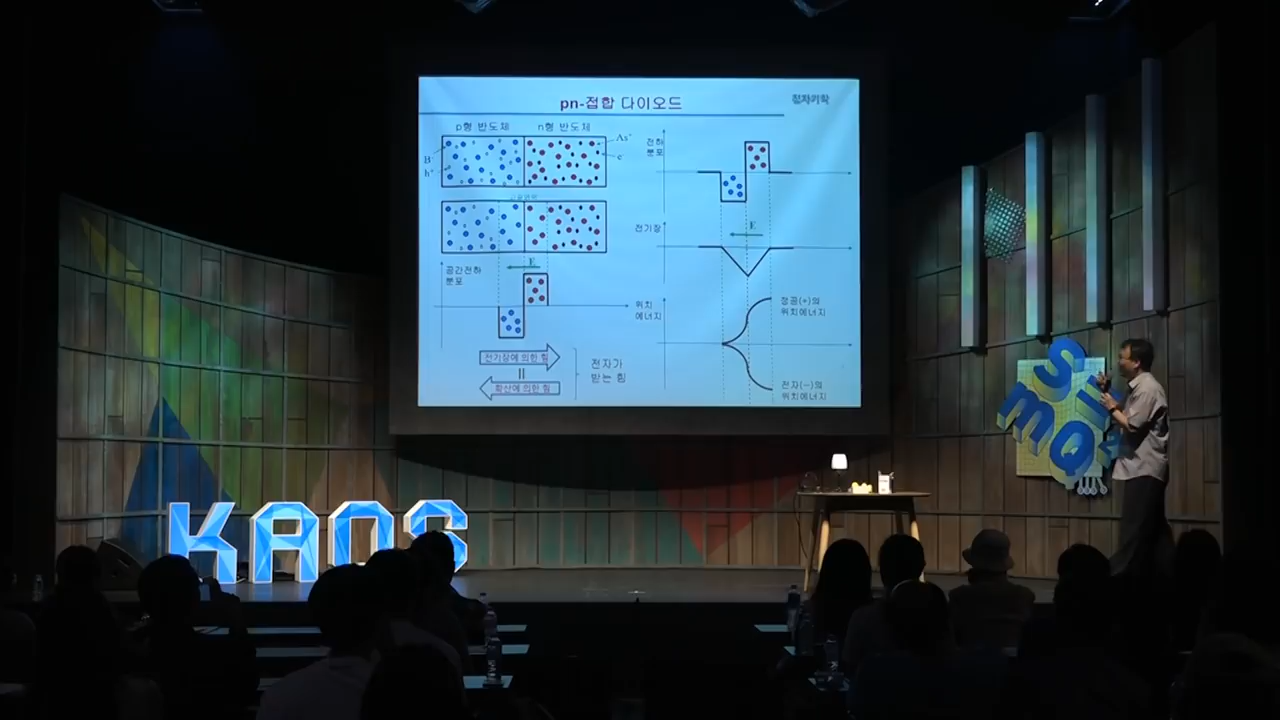 pn-접합 다이오드
p형 반도체
n형 반도체
B⁻
h⁺
As⁺
e⁻
공간전하
분포
E
전기장에 의한 힘
=
확산에 의한 힘
전자가
받는 힘
전하
분포
전기장
E
위치
에너지
정공(+)의
위치에너지
전자(−)의
위치에너지
KAOS